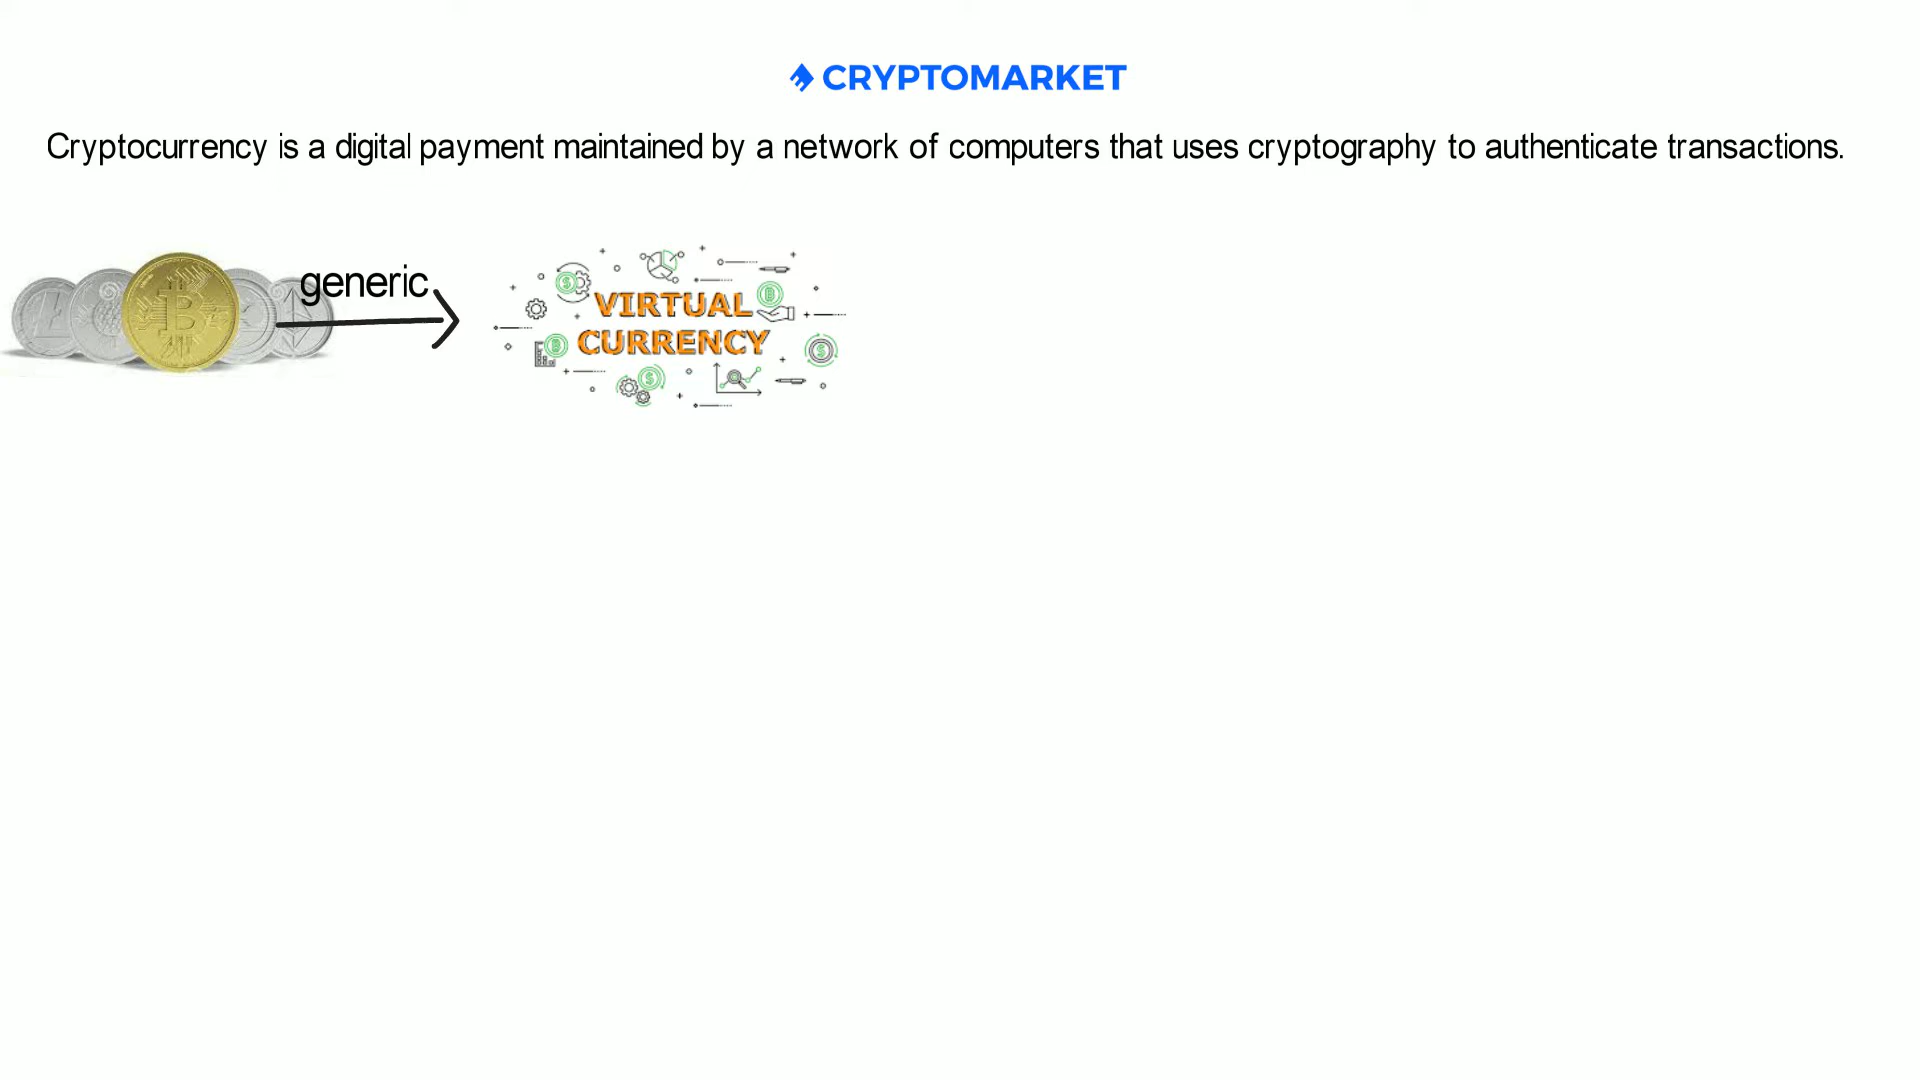 CRYPTOMARKET
Cryptocurrency is a digital payment maintained by a network of computers that uses cryptography to authenticate transactions.
generic
VIRTUAL
CURRENCY